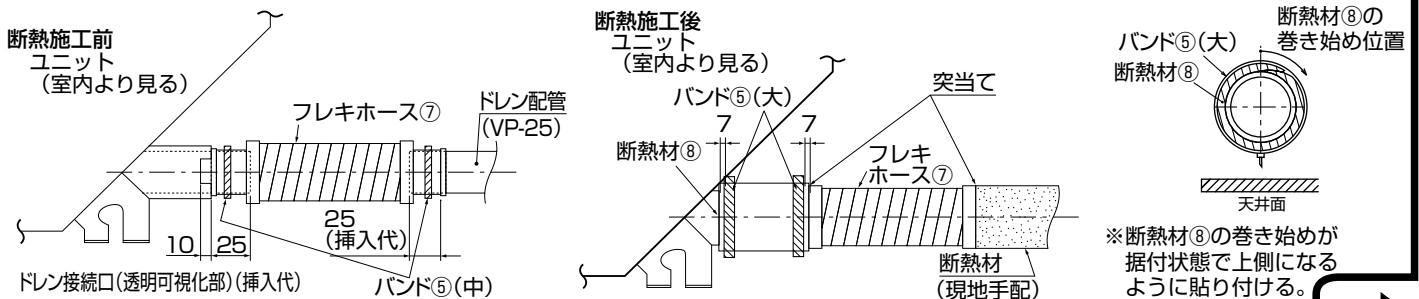 断熱施工前
ユニット
(室内より見る)
フレキホース⑦
ドレン配管
(VP-25)
10
25
25
(挿入代)
ドレン接続口(透明可視化部)(挿入代)
バンド⑤(中)
断熱施工後
ユニット
(室内より見る)
バンド⑤(大)
突当て
7
7
断熱材⑧
フレキ
ホース⑦
断熱材
(現地手配)
断熱材⑧の
巻き始め位置
バンド⑤(大)
断熱材⑧
天井面
※断熱材⑧の巻き始めが
据付状態で上側になる
ように貼り付ける。